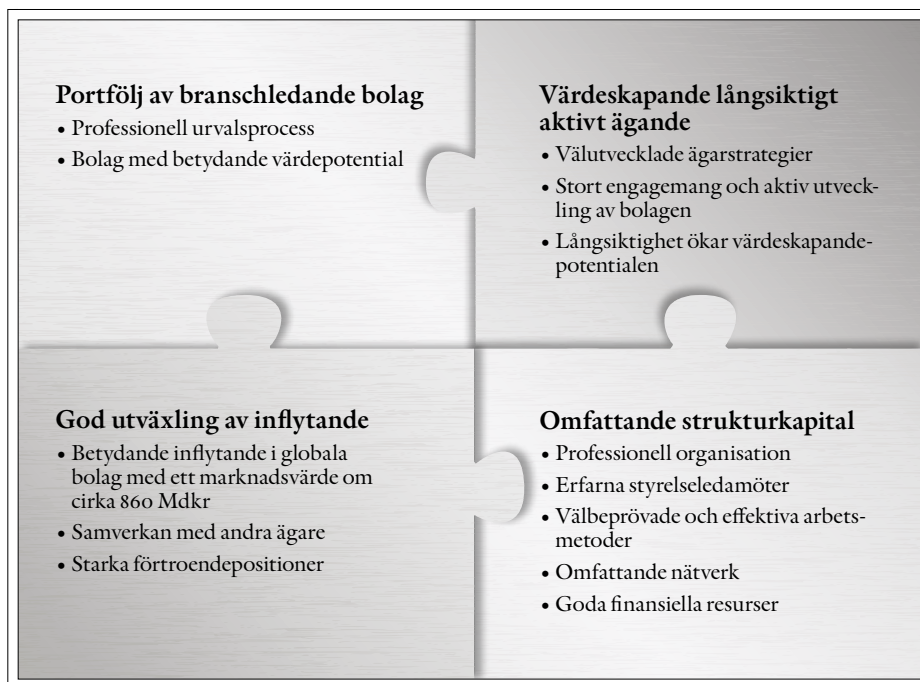 Portfölj av branschledande bolag
• Professionell urvalsprocess
• Bolag med betydande värdepotential
Värdeskapande långsiktigt
aktivt ägande
• Välutvecklade ägarstrategier
• Stort engagemang och aktiv utveck-
ling av bolagen
• Långsiktighet ökar värdeskapande-
potentialen
God utväxling av inflytande
• Betydande inflytande i globala
bolag med ett marknadsvärde om
cirka 860 Mdkr
• Samverkan med andra ägare
• Starka förtroendepositioner
Omfattande strukturkapital
• Professionell organisation
• Erfarna styrelseledamöter
• Välbeprövade och effektiva arbets-
metoder
• Omfattande nätverk
• Goda finansiella resurser